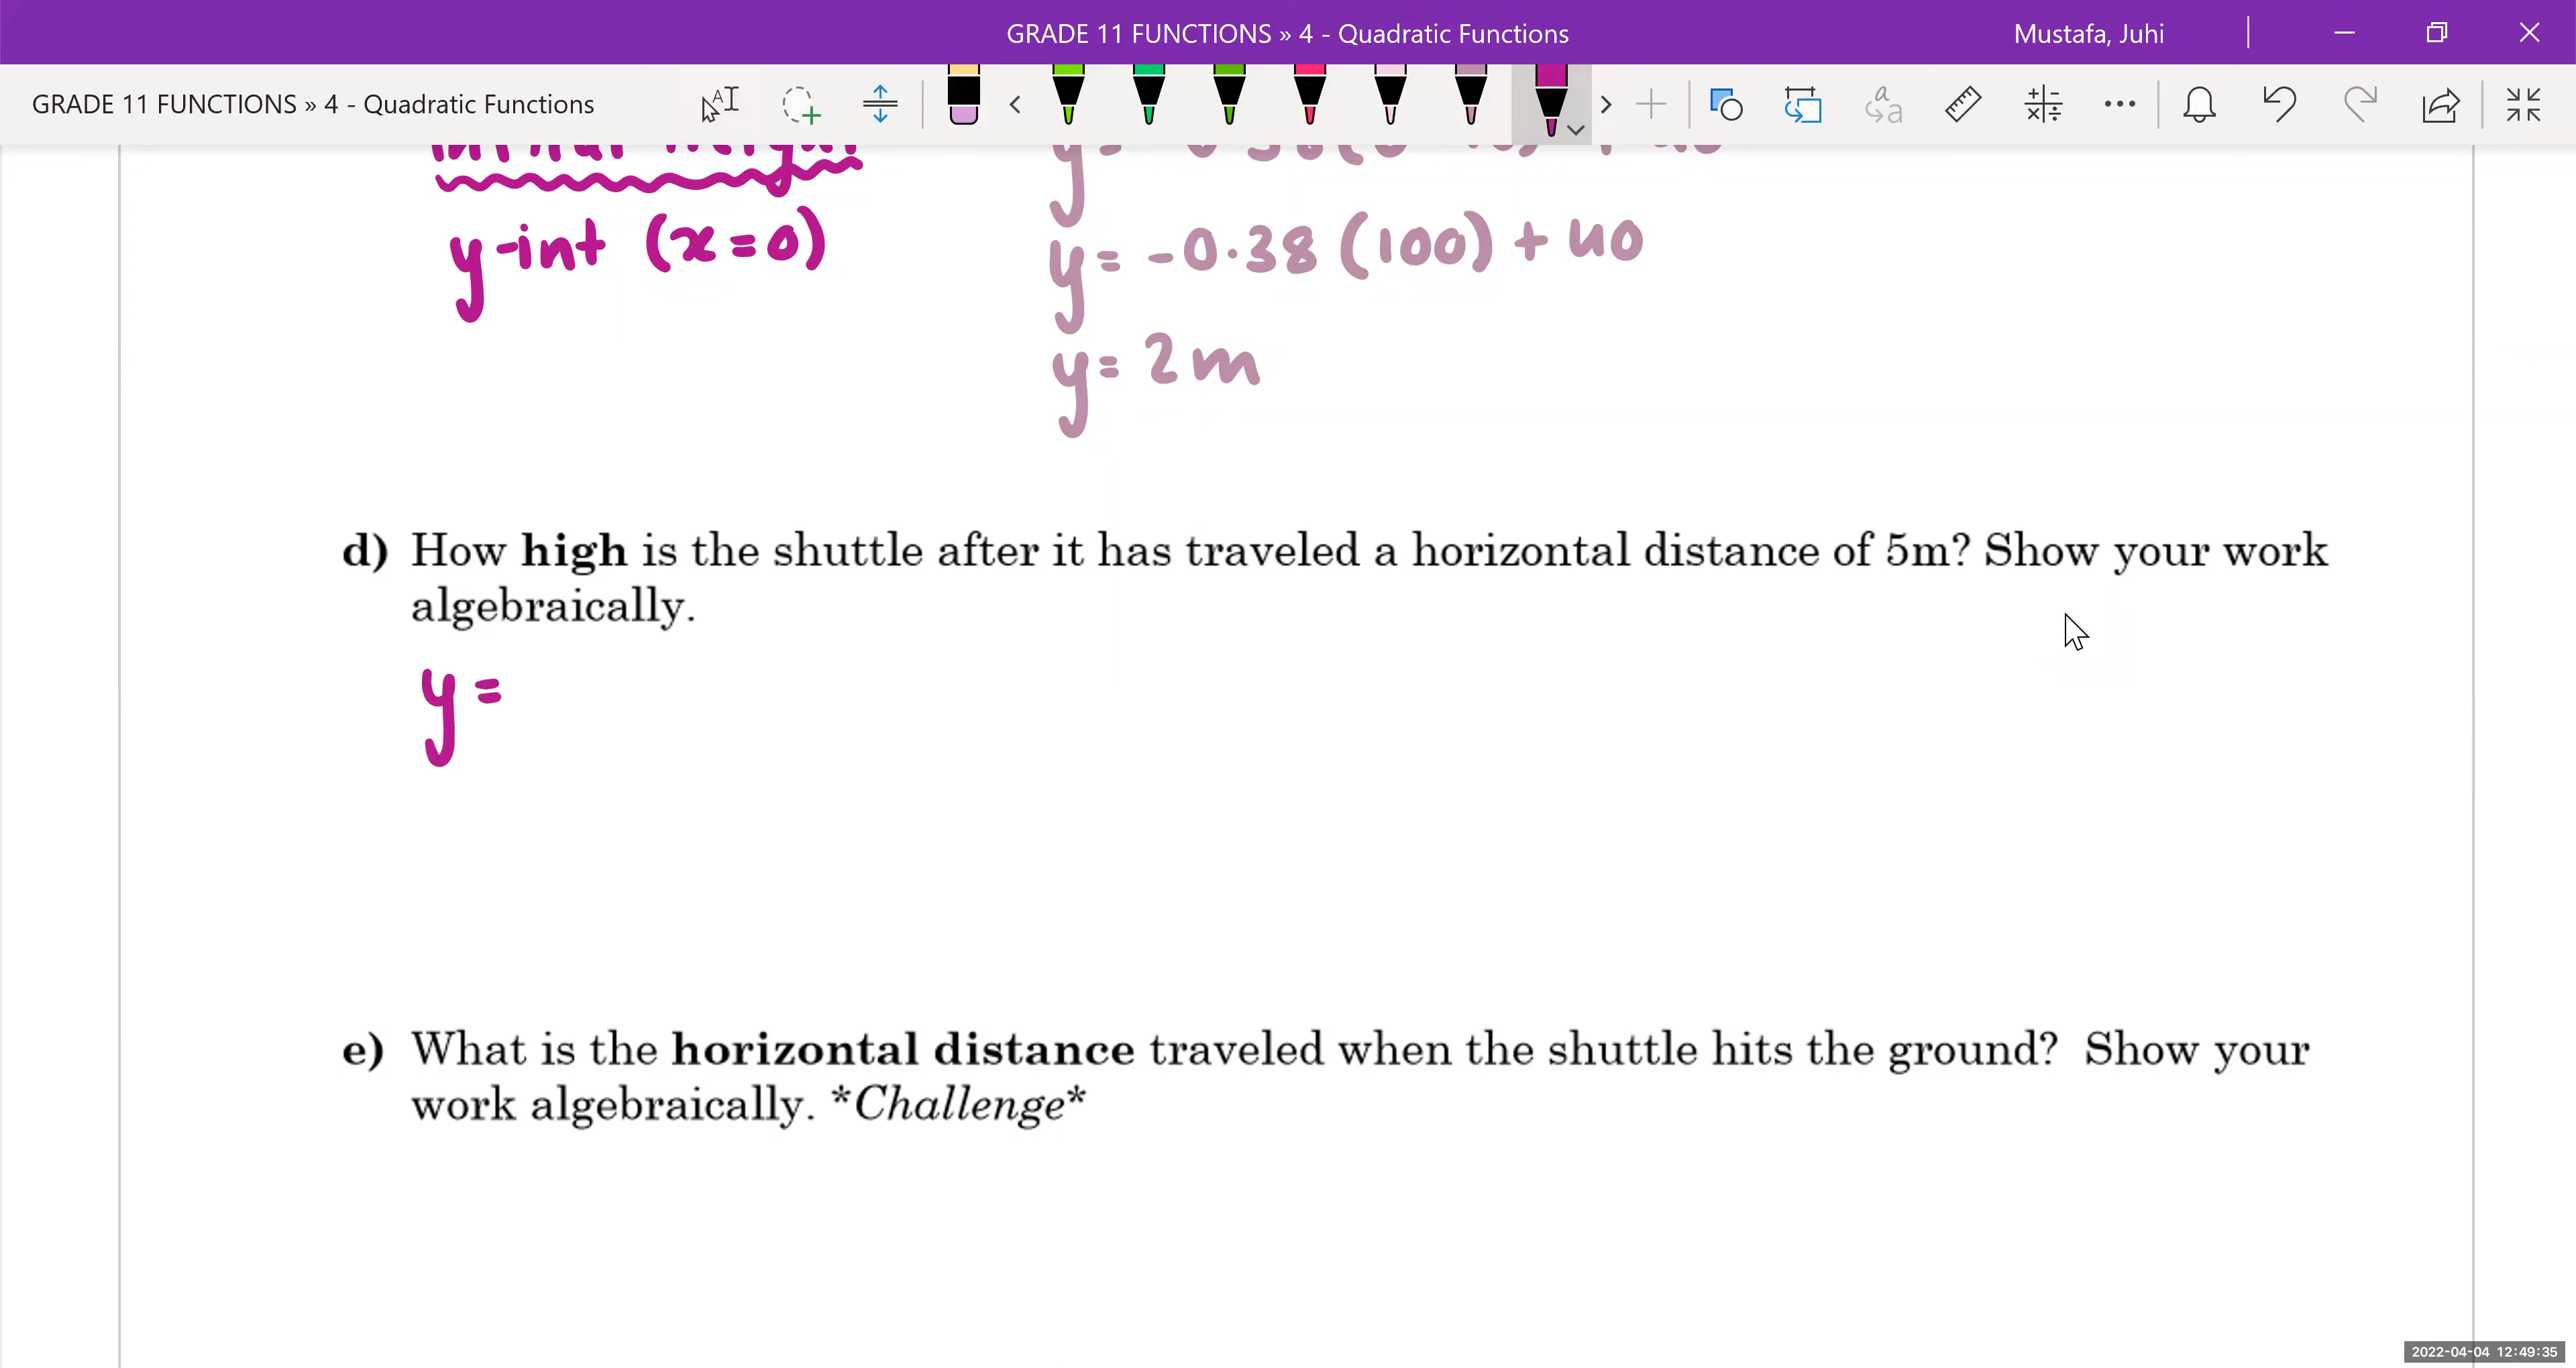 GRADE 11 FUNCTIONS » 4 - Quadratic Functions
Mustafa, Juhi
GRADE 11 FUNCTIONS » 4 - Quadratic Functions
y-int (x=0)
y= -0.38 (100) + 40
y= 2m
d) How high is the shuttle after it has traveled a horizontal distance of 5m? Show your work
algebraically.
y=
e) What is the horizontal distance traveled when the shuttle hits the ground? Show your
work algebraically. *Challenge*
2022-04-04 12:49:35